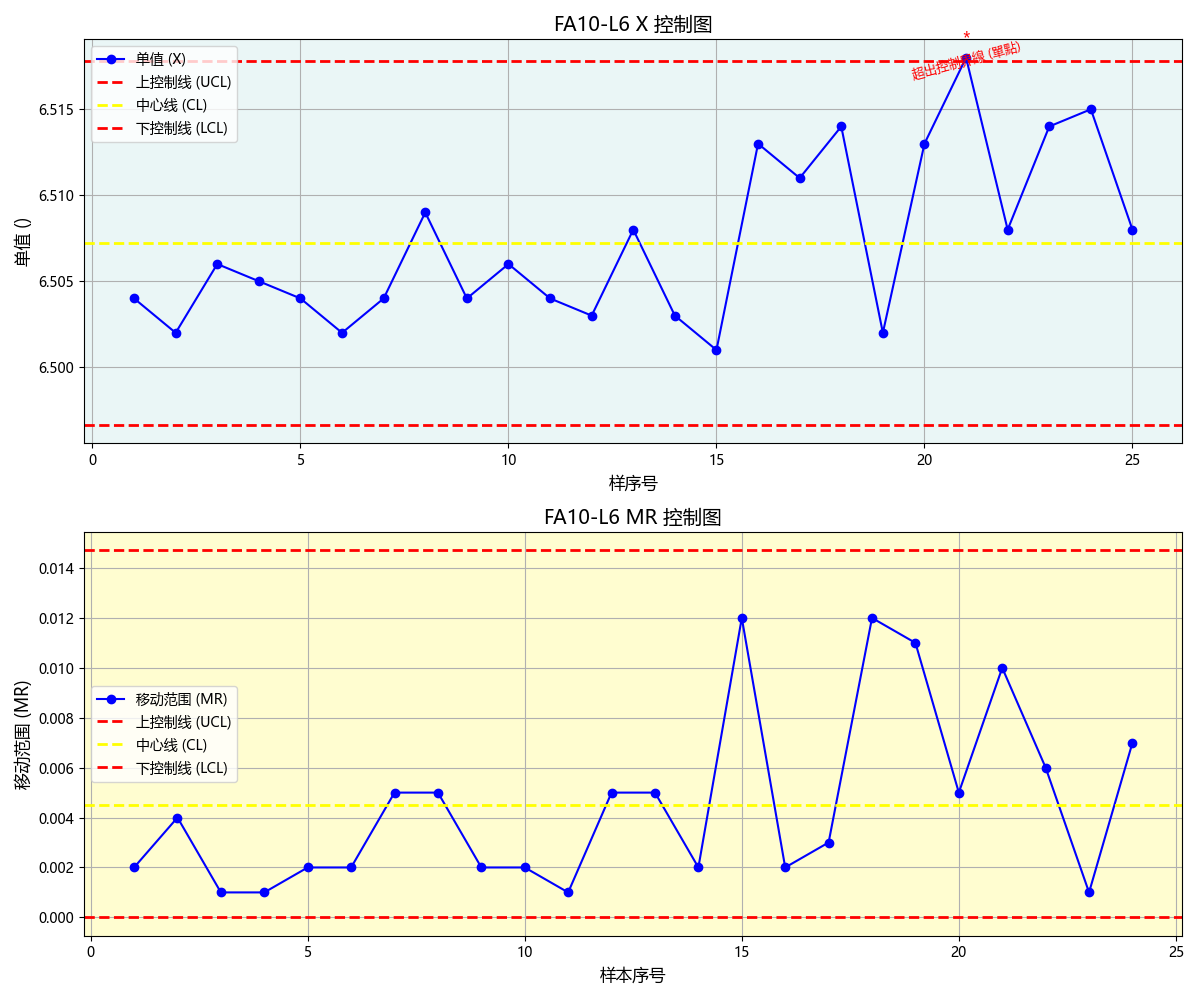 FA10-L6 X 控制图
*
超出控制界線 (單點)
单值 (X)
上控制线 (UCL)
中心线 (CL)
下控制线 (LCL)
单值 ()
6.515
6.510
6.505
6.500
0 5 10 15 20 25
样序号
FA10-L6 MR 控制图
移动范围 (MR)
0.014
0.012
0.010
0.008
0.006
0.004
0.002
0.000
移动范围 (MR)
上控制线 (UCL)
中心线 (CL)
下控制线 (LCL)
0 5 10 15 20 25
样本序号